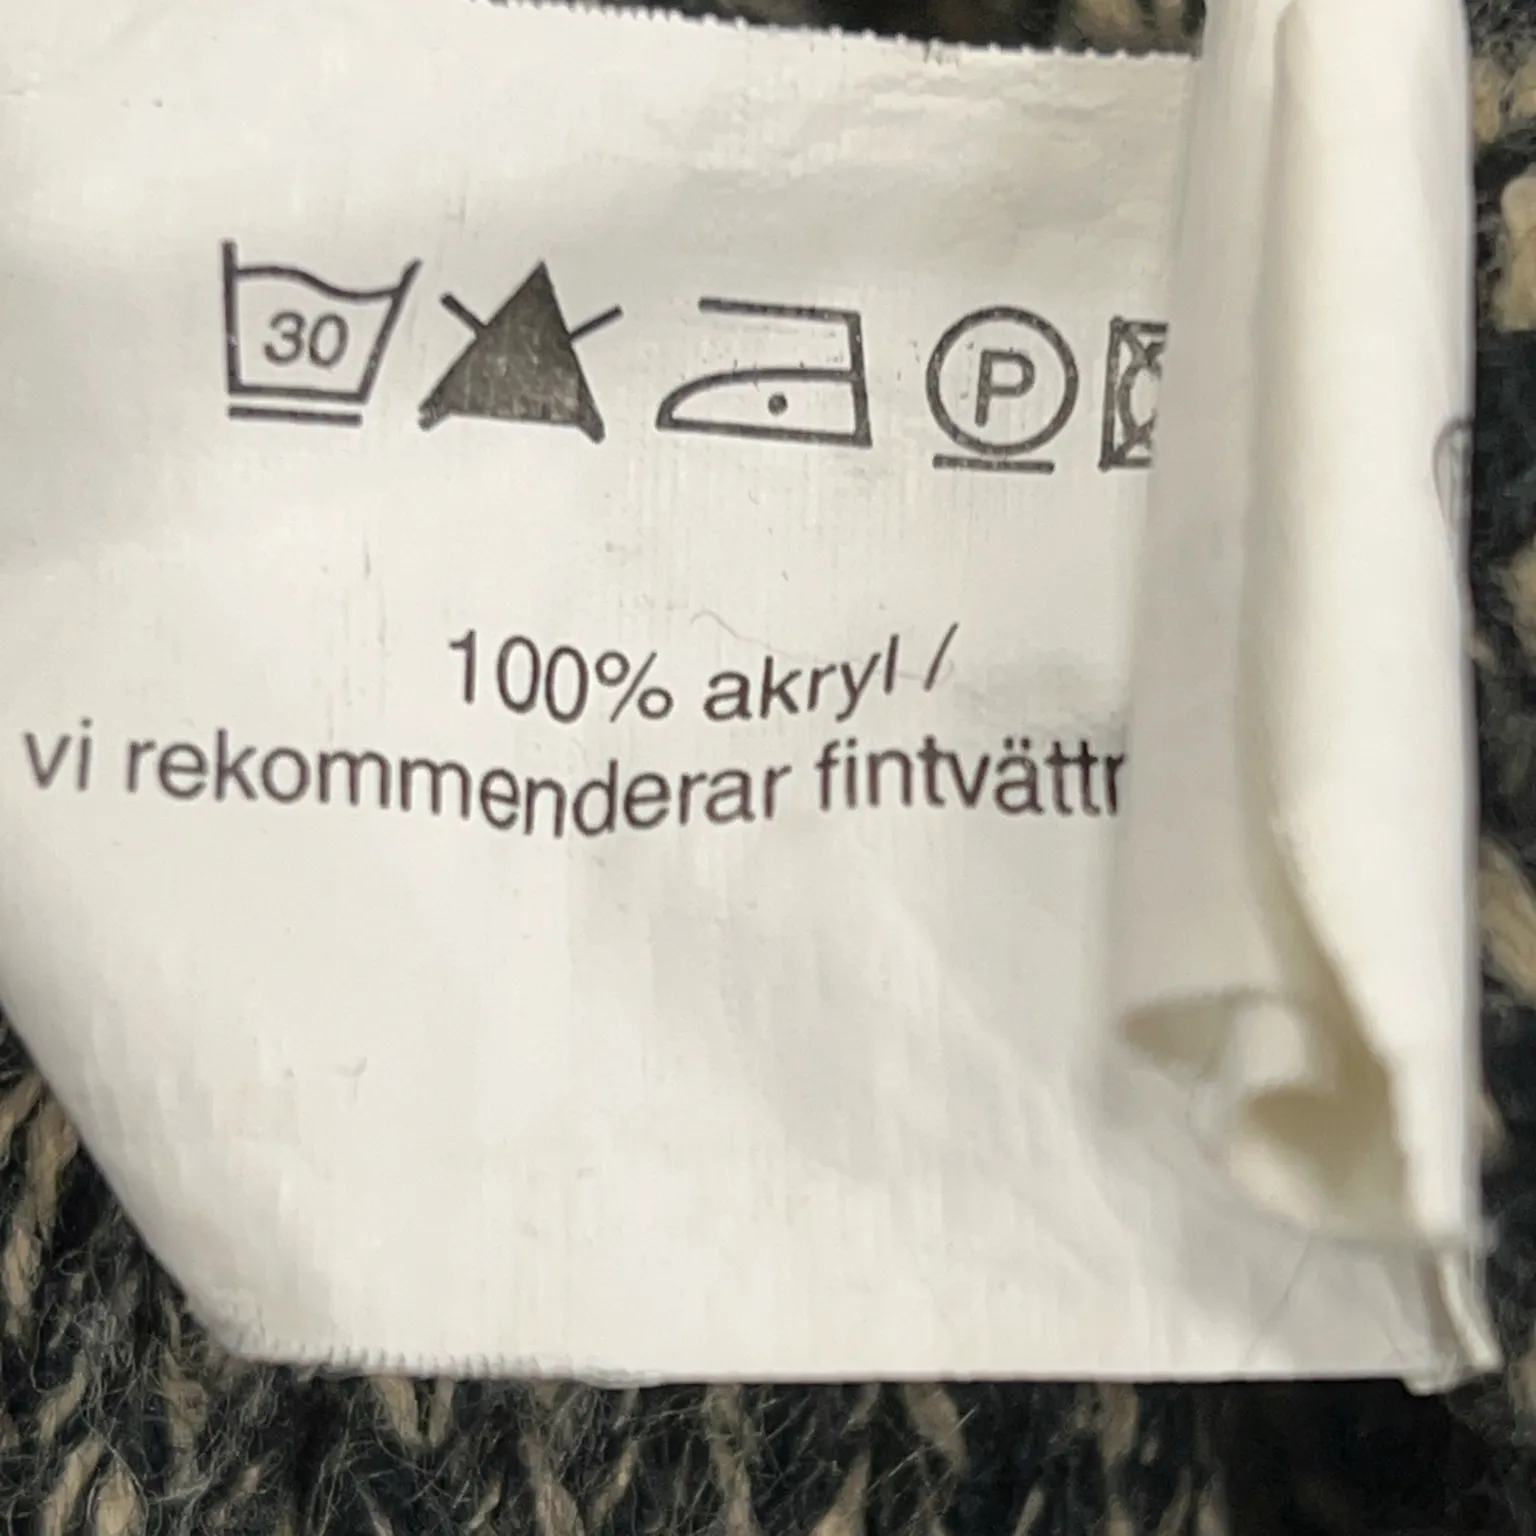 30
P
100% akryl /
vi rekommenderar fintvättr